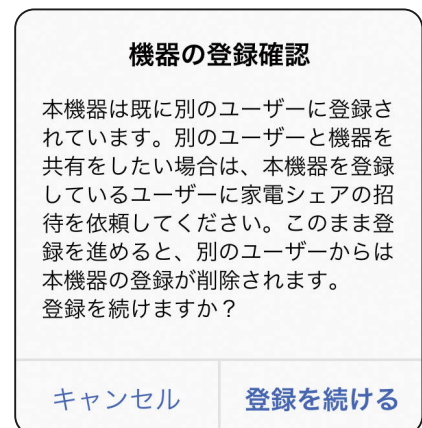 機器の登録確認
本機器は既に別のユーザーに登録さ
れています。別のユーザーと機器を
共有をしたい場合は、本機器を登録
しているユーザーに家電シェアの招
待を依頼してください。このまま登
録を進めると、別のユーザーからは
本機器の登録が削除されます。
登録を続けますか？
キャンセル 登録を続ける